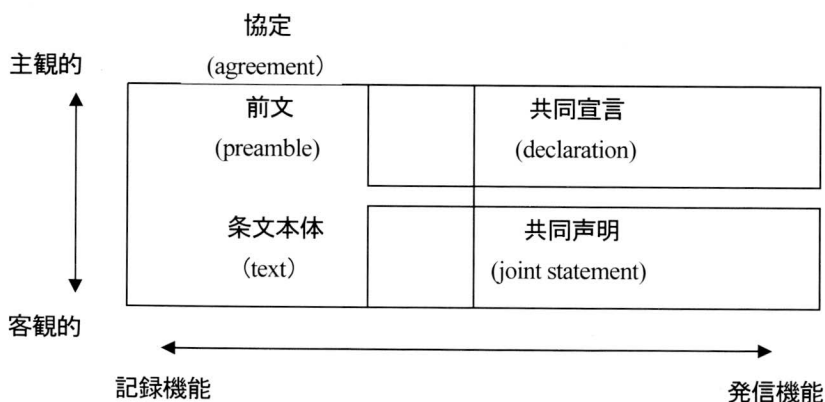 協定
主観的
(agreement）
前文
共同宣言
(preamble)
(declaration)
条文本体
共同声明
（text）
(joint statement)
客観的
記録機能
発信機能